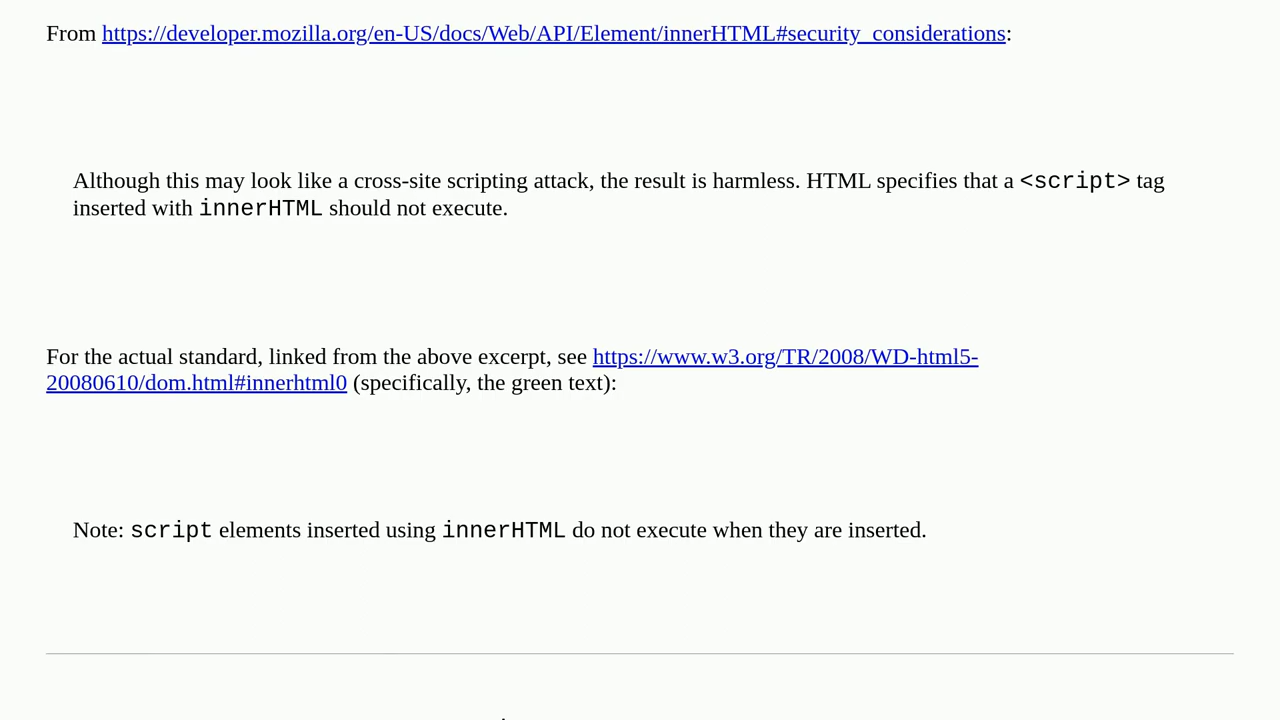 From https://developer.mozilla.org/en-US/docs/Web/API/Element/innerHTML#security_considerations:
Although this may look like a cross-site scripting attack, the result is harmless. HTML specifies that a <script> tag
inserted with innerHTML should not execute.
For the actual standard, linked from the above excerpt, see https://www.w3.org/TR/2008/WD-html5-
20080610/dom.html#innerhtml0 (specifically, the green text):
Note: script elements inserted using innerHTML do not execute when they are inserted.